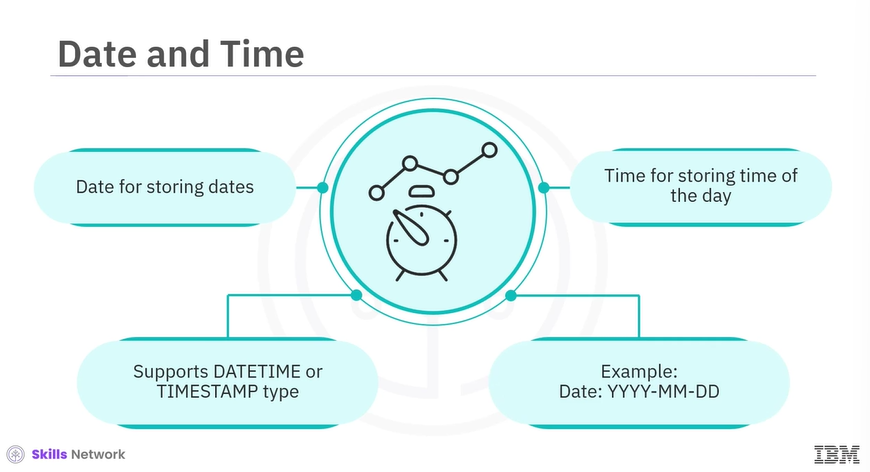 Date and Time
Date for storing dates
Time for storing time of
the day
Supports DATETIME or
TIMESTAMP type
Example:
Date: YYYY-MM-DD
Skills Network
IBM